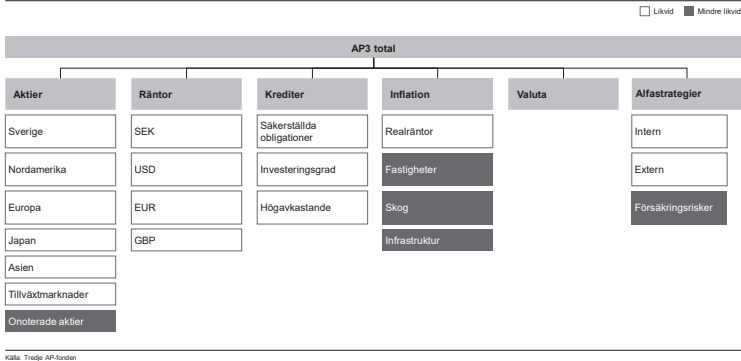 Likvid
Mindre likvid
AP3 total
Aktier
Räntor
Krediter
Inflation
Valuta
Alfastrategier
Sverige
SEK
Säkerställda
obligationer
Realräntor
Intern
Nordamerika
USD
Investeringsgrad
Fastigheter
Extern
Europa
EUR
Högavkastande
Skog
Försäkringsrisker
Japan
GBP
Infrastruktur
Asien
Tillväxtmarknader
Onoterade aktier
Källa: Tredje AP-fonden